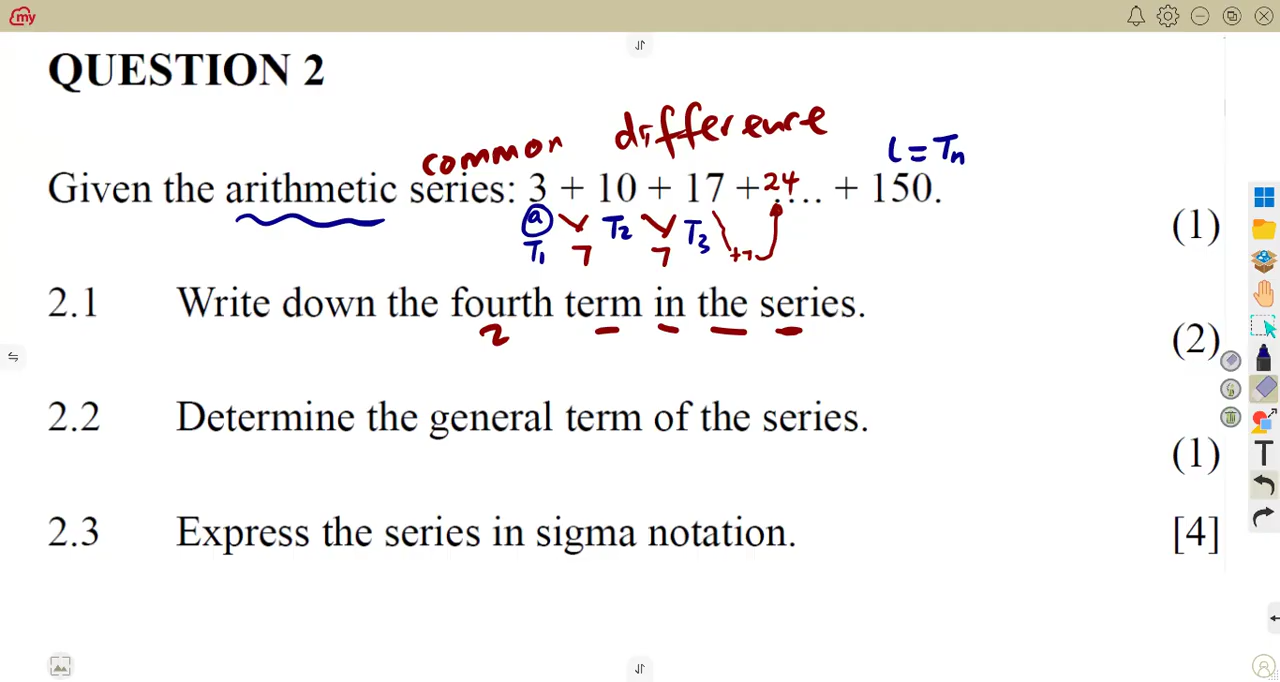 my
QUESTION 2
common difference
l = Tn
Given the arithmetic series: 3 + 10 + 17 + 24 ... + 150.
a T2 T3
T1 7 7 +7
(1)
2.1 Write down the fourth term in the series.
2
(2)
2.2 Determine the general term of the series.
(1)
2.3 Express the series in sigma notation. [4]
T